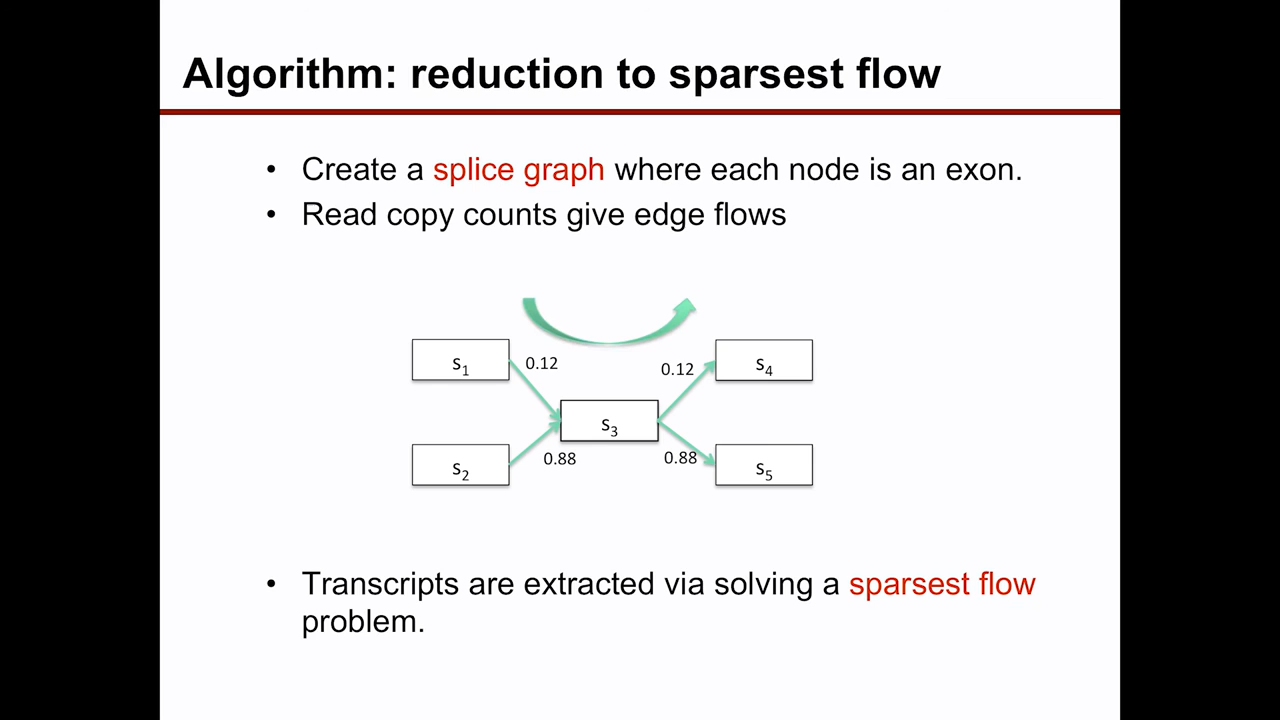 Algorithm: reduction to sparsest flow
• Create a splice graph where each node is an exon.
• Read copy counts give edge flows
s1
0.12
0.12
s4
s3
s2
0.88
0.88
s5
• Transcripts are extracted via solving a sparsest flow
problem.